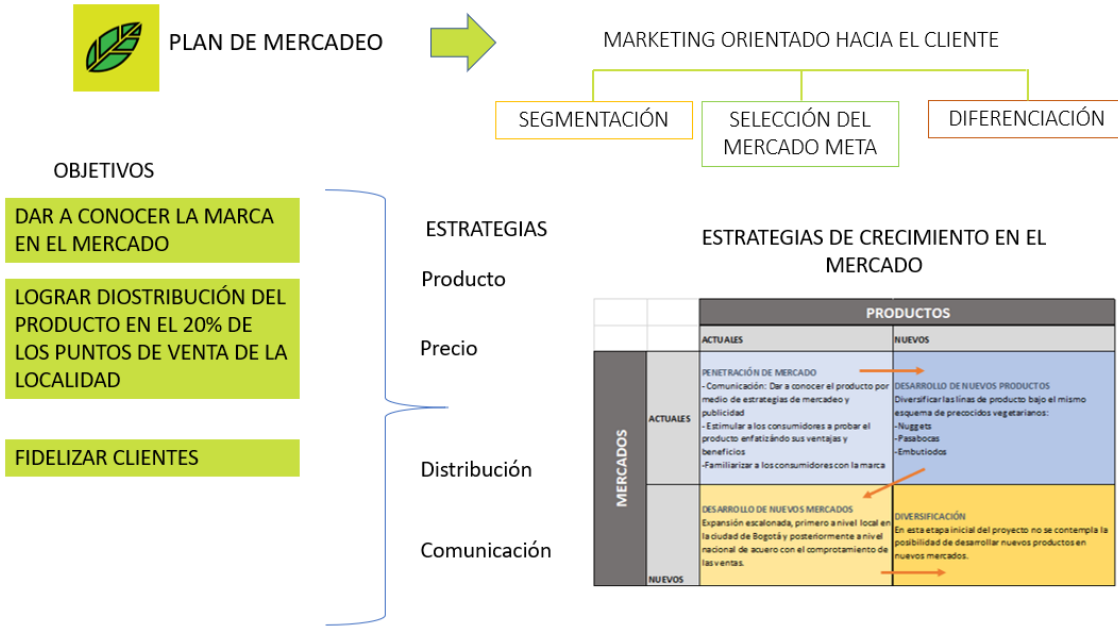 PLAN DE MERCADEO
MARKETING ORIENTADO HACIA EL CLIENTE
SEGMENTACIÓN
SELECCIÓN DEL
MERCADO META
DIFERENCIACIÓN
OBJETIVOS
DAR A CONOCER LA MARCA
EN EL MERCADO
LOGRAR DIOSTRIBUCIÓN DEL
PRODUCTO EN EL 20% DE
LOS PUNTOS DE VENTA DE LA
LOCALIDAD
FIDELIZAR CLIENTES
ESTRATEGIAS
Producto
Precio
Distribución
Comunicación
ESTRATEGIAS DE CRECIMIENTO EN EL
MERCADO
PRODUCTOS
ACTUALES
NUEVOS
MERCADOS
ACTUALES
PENETRACIÓN DE MERCADO
- Comunicación: Dar a conocer el producto por
medio de estrategias de mercadeo y
publicidad
- Estimular a los consumidores a probar el
producto enfatizándo sus ventajas y
beneficios
-Familiarizar a los consumidores con la marca
DESARROLLO DE NUEVOS PRODUCTOS
Diversificar las línas de producto bajo el mismo
esquema de precocidos vegetarianos:
-Nuggets
-Pasabocas
-Embutiodos
NUEVOS
DESARROLLO DE NUEVOS MERCADOS
Expansión escalonada, primero a nivel local en
la ciudad de Bogotá y posteriormente a nivel
nacional de acuero con el comprotamiento de
las ventas.
DIVERSIFICACIÓN
En esta etapa inicial del proyecto no se contempla la
posibilidad de desarrollar nuevos productos en
nuevos mercados.